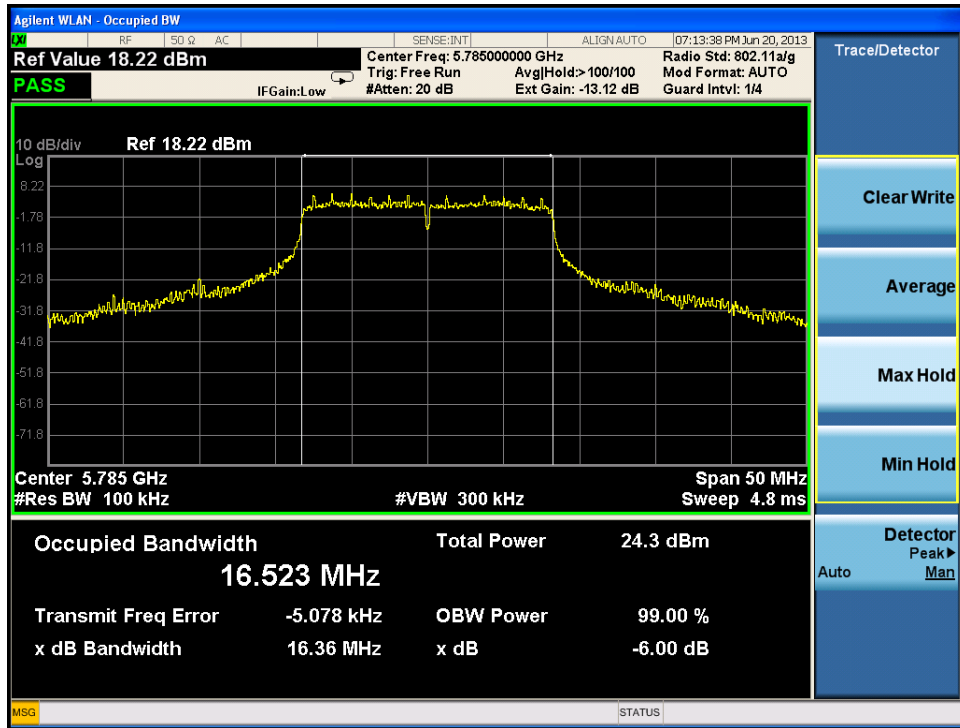 Agilent WLAN - Occupied BW
LXI RF 50 Ω AC SENSE:INT ALIGN AUTO 07:13:38 PM Jun 20, 2013
Ref Value 18.22 dBm
Center Freq: 5.785000000 GHz
Radio Std: 802.11a/g
Trig: Free Run Avg|Hold:>100/100
Mod Format: AUTO
PASS
IFGain:Low
#Atten: 20 dB Ext Gain: -13.12 dB
Guard Intvl: 1/4
Trace/Detector
10 dB/div Ref 18.22 dBm
Log
8.22
-1.78
-11.8
-21.8
-31.8
-41.8
-51.8
-61.8
-71.8
Center 5.785 GHz Span 50 MHz
#Res BW 100 kHz #VBW 300 kHz Sweep 4.8 ms
Clear Write
Average
Max Hold
Min Hold
Detector
Peak▶
Auto Man
Occupied Bandwidth Total Power 24.3 dBm
16.523 MHz
Transmit Freq Error -5.078 kHz OBW Power 99.00 %
x dB Bandwidth 16.36 MHz x dB -6.00 dB
MSG STATUS